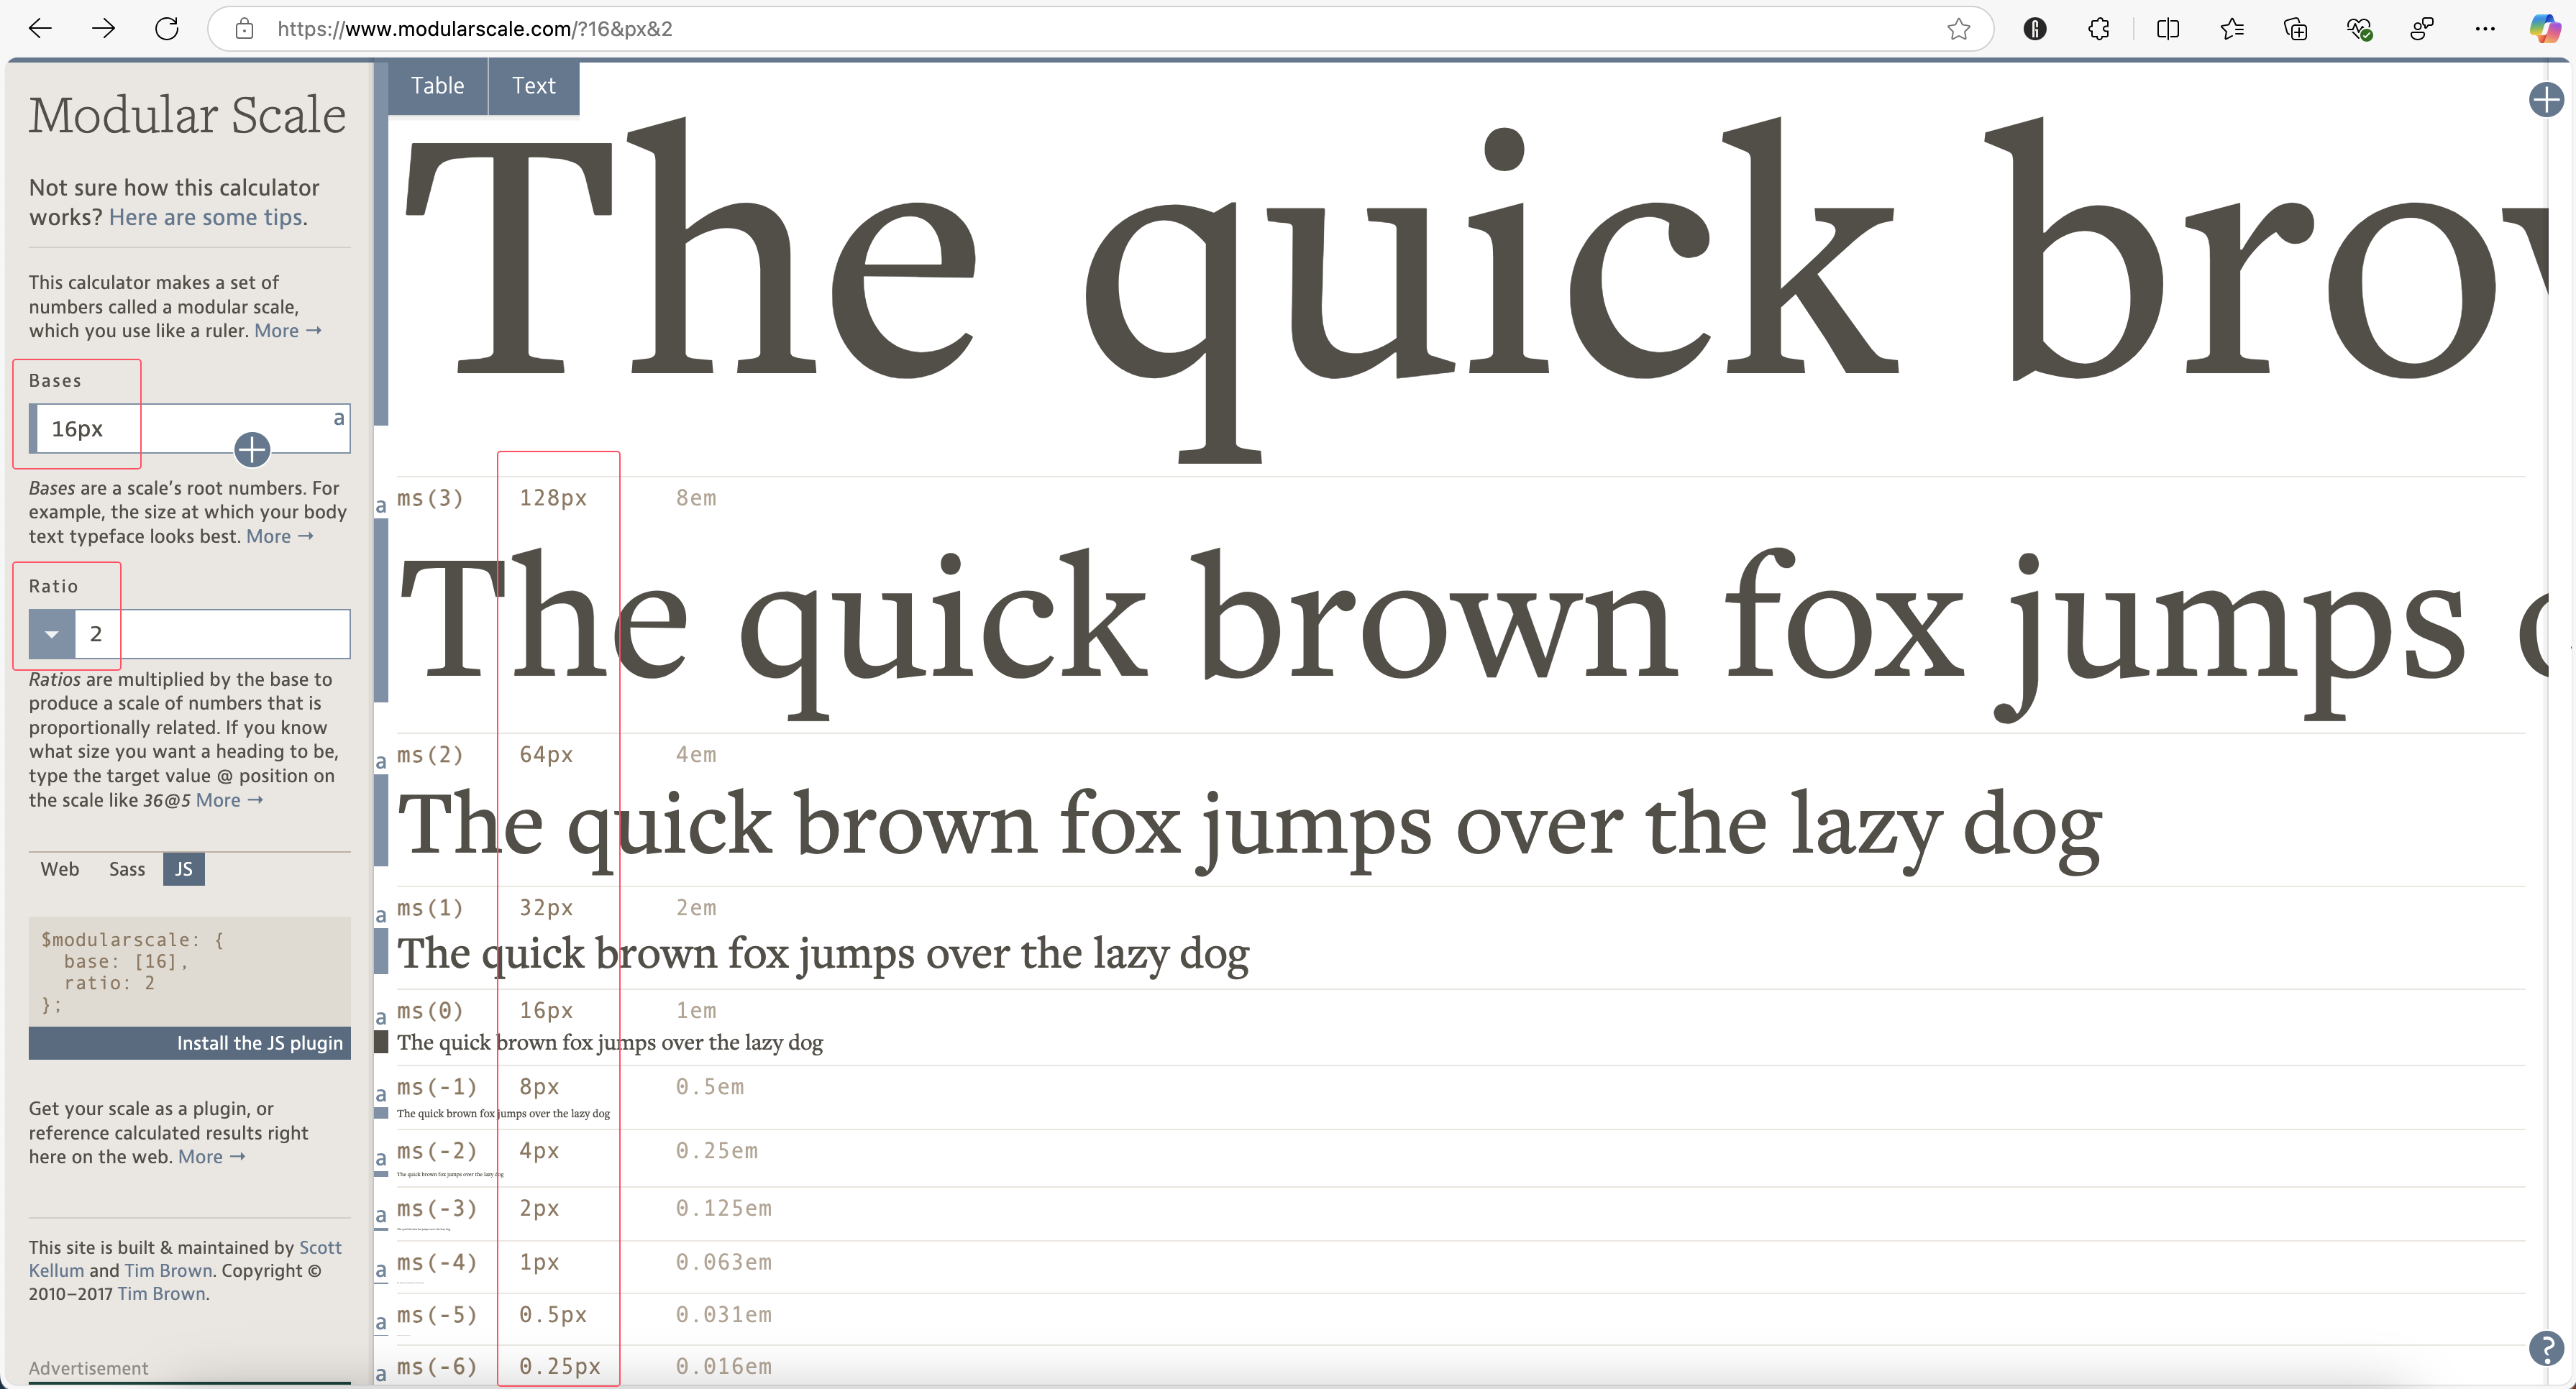 https://www.modularscale.com/?16&px&2
Modular Scale
Not sure how this calculator
works? Here are some tips.
This calculator makes a set of
numbers called a modular scale,
which you use like a ruler. More →
Bases
16px
a
Bases are a scale’s root numbers. For
example, the size at which your body
text typeface looks best. More →
Ratio
2
Ratios are multiplied by the base to
produce a scale of numbers that is
proportionally related. If you know
what size you want a heading to be,
type the target value @ position on
the scale like 36@5 More →
Web Sass JS
$modularscale: {
base: [16],
ratio: 2
};
Install the JS plugin
Get your scale as a plugin, or
reference calculated results right
here on the web. More →
This site is built & maintained by Scott
Kellum and Tim Brown. Copyright ©
2010–2017 Tim Brown.
Advertisement
Table Text
The quick brow
a ms(3) 128px 8em
The quick brown fox jumps o
a ms(2) 64px 4em
The quick brown fox jumps over the lazy dog
a ms(1) 32px 2em
The quick brown fox jumps over the lazy dog
a ms(0) 16px 1em
The quick brown fox jumps over the lazy dog
a ms(-1) 8px 0.5em
The quick brown fox jumps over the lazy dog
a ms(-2) 4px 0.25em
The quick brown fox jumps over the lazy dog
a ms(-3) 2px 0.125em
a ms(-4) 1px 0.063em
a ms(-5) 0.5px 0.031em
a ms(-6) 0.25px 0.016em
?